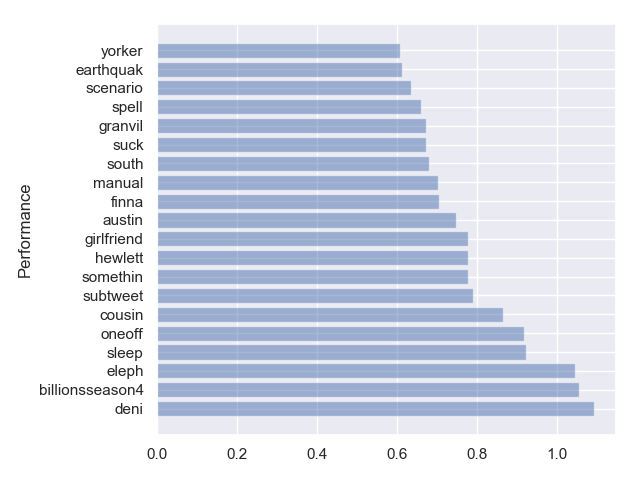 yorker
earthquak
scenario
spell
granvil
suck
south
manual
finna
austin
girlfriend
hewlett
somethin
subtweet
cousin
oneoff
sleep
eleph
billionsseason4
deni
Performance
0.0 0.2 0.4 0.6 0.8 1.0